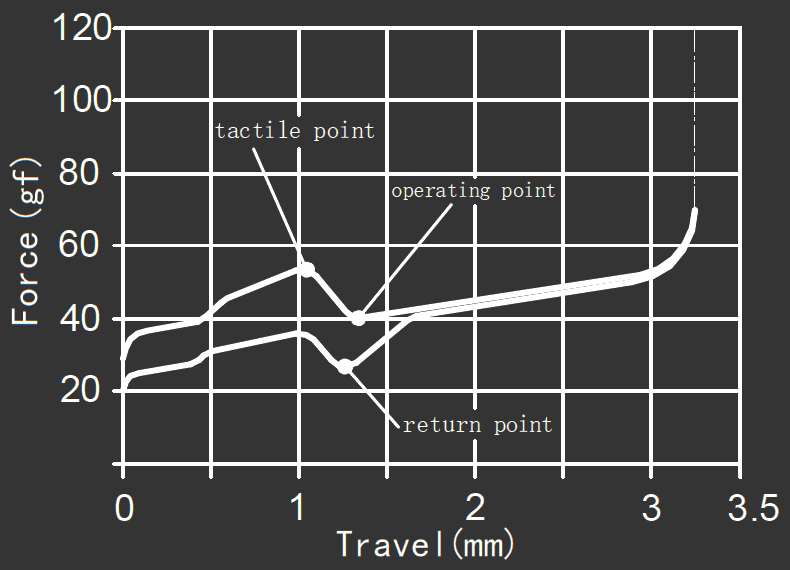 120
100
tactile point
80
operating point
60
Force(gf)
40
20
return point
0 1 2 3 3.5
Travel(mm)